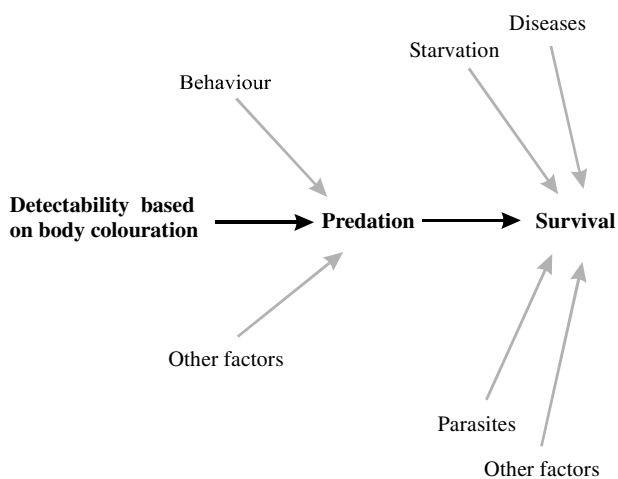 Diseases
Starvation
Behaviour
Detectability based
on body colouration
Predation
Survival
Other factors
Parasites
Other factors